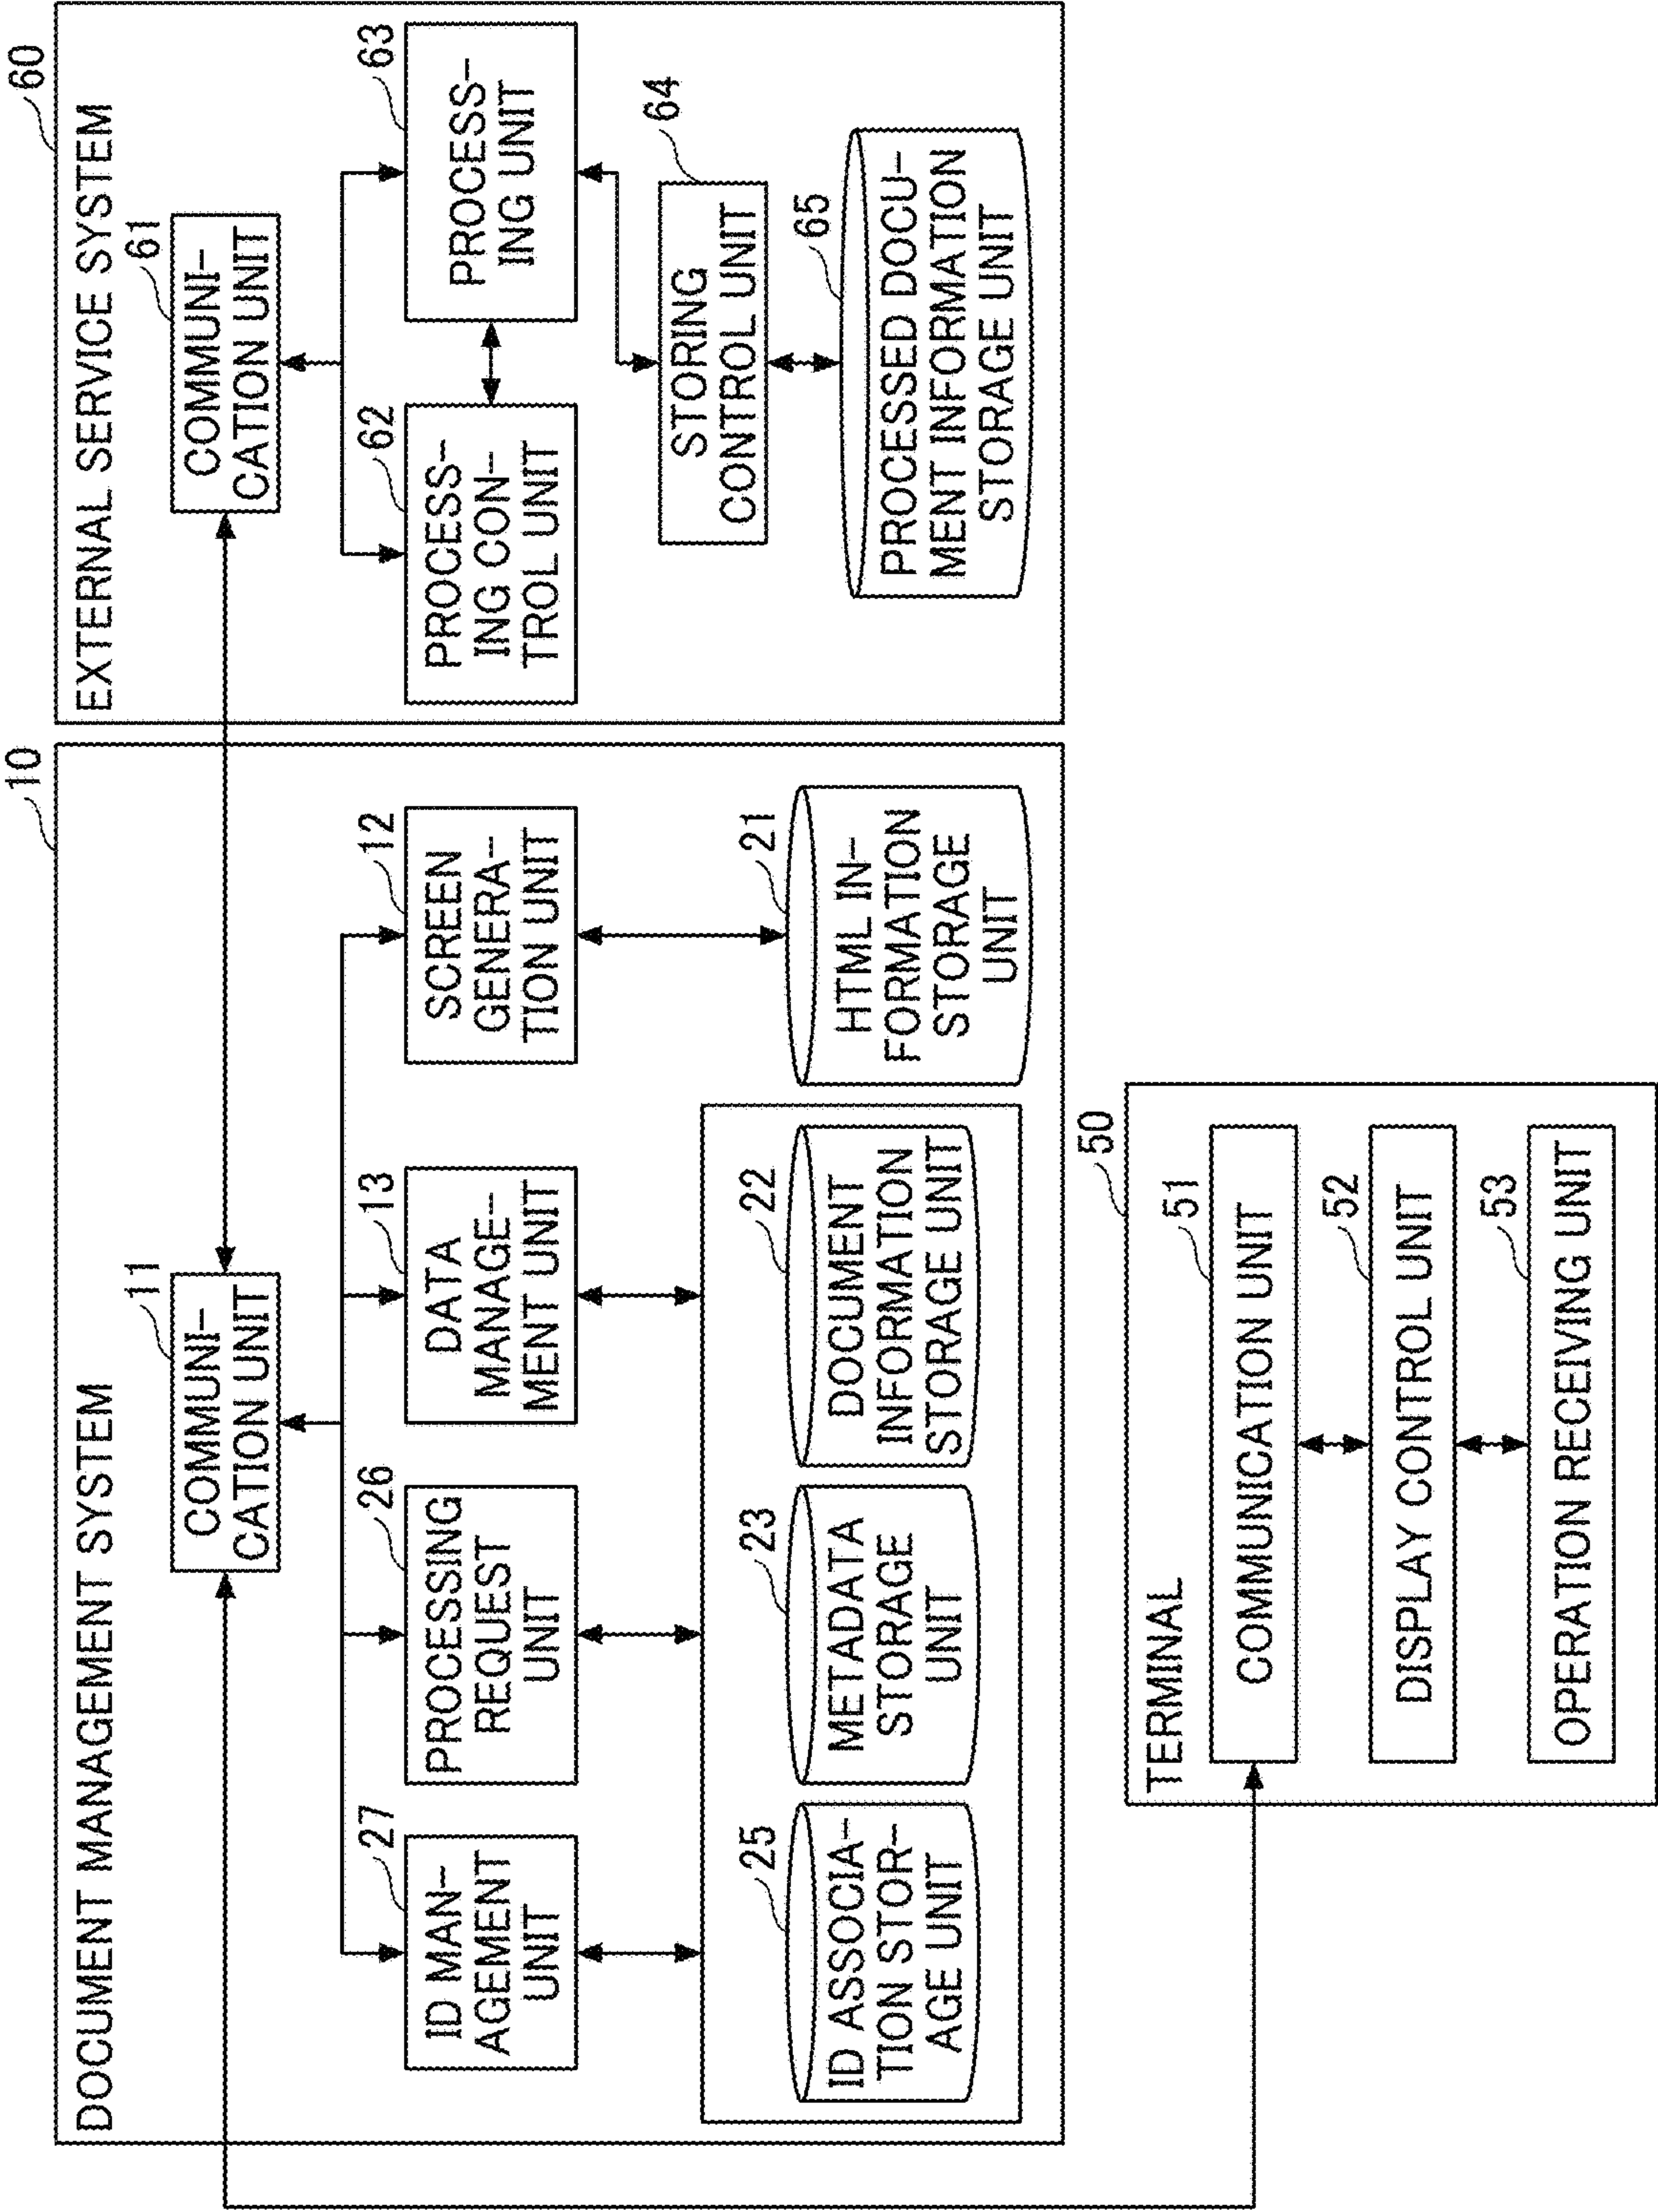 10
DOCUMENT MANAGEMENT SYSTEM
11
COMMUNI-
CATION UNIT
27
ID MAN-
AGEMENT
UNIT
26
PROCESSING
REQUEST
UNIT
13
DATA
MANAGE-
MENT UNIT
12
SCREEN
GENERA-
TION UNIT
25
ID ASSOCIA-
TION STOR-
AGE UNIT
23
METADATA
STORAGE
UNIT
22
DOCUMENT
INFORMATION
STORAGE UNIT
21
HTML IN-
FORMATION
STORAGE
UNIT
60
EXTERNAL SERVICE SYSTEM
61
COMMUNI-
CATION UNIT
62
PROCESS-
ING CON-
TROL UNIT
63
PROCESS-
ING UNIT
64
STORING
CONTROL UNIT
65
PROCESSED DOCU-
MENT INFORMATION
STORAGE UNIT
50
TERMINAL
51
COMMUNICATION UNIT
52
DISPLAY CONTROL UNIT
53
OPERATION RECEIVING UNIT